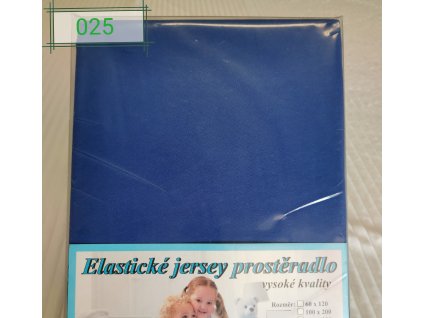 025
Elastické jersey prostěradlo
vysoké kvality
Rozměr: 60 x 120
100 x 200